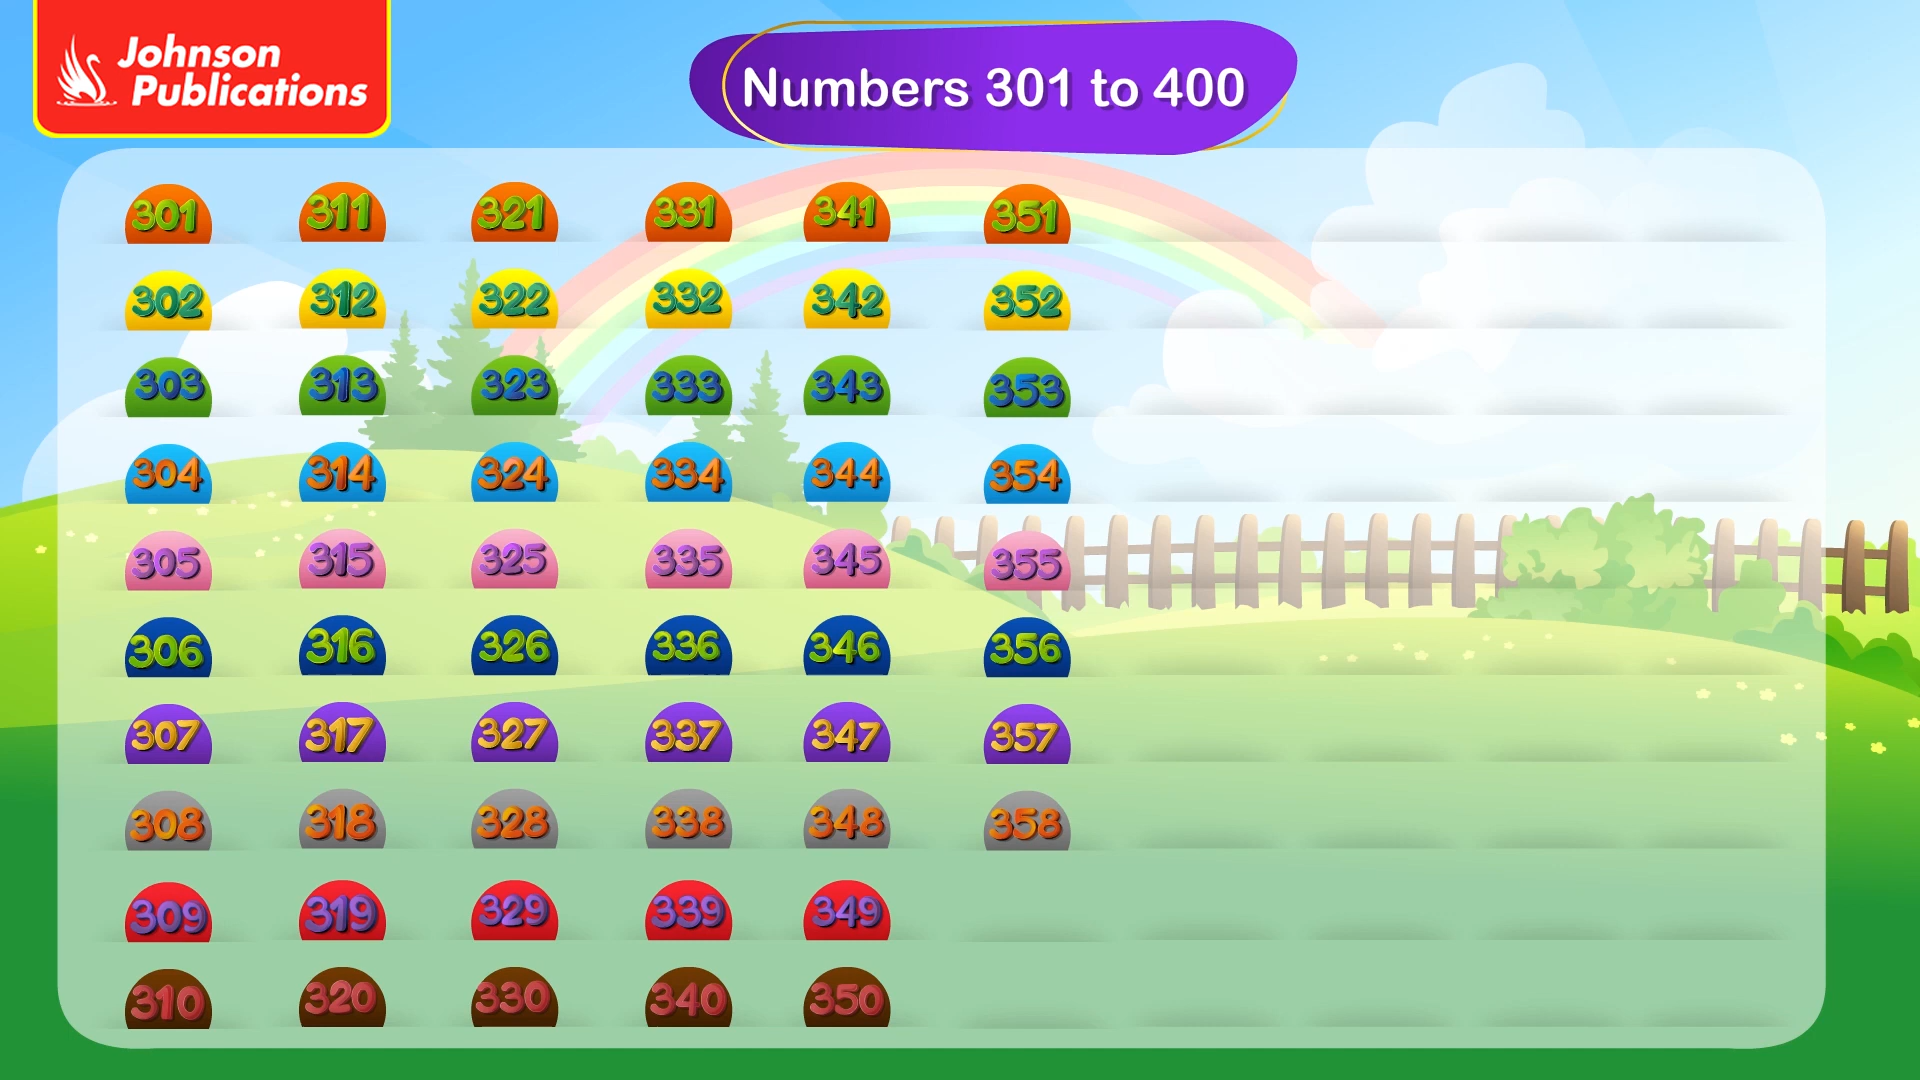 Johnson
Publications
Numbers 301 to 400
301 311 321 331 341 351
302 312 322 332 342 352
303 313 323 333 343 353
304 314 324 334 344 354
305 315 325 335 345 355
306 316 326 336 346 356
307 317 327 337 347 357
308 318 328 338 348 358
309 319 329 339 349
310 320 330 340 350